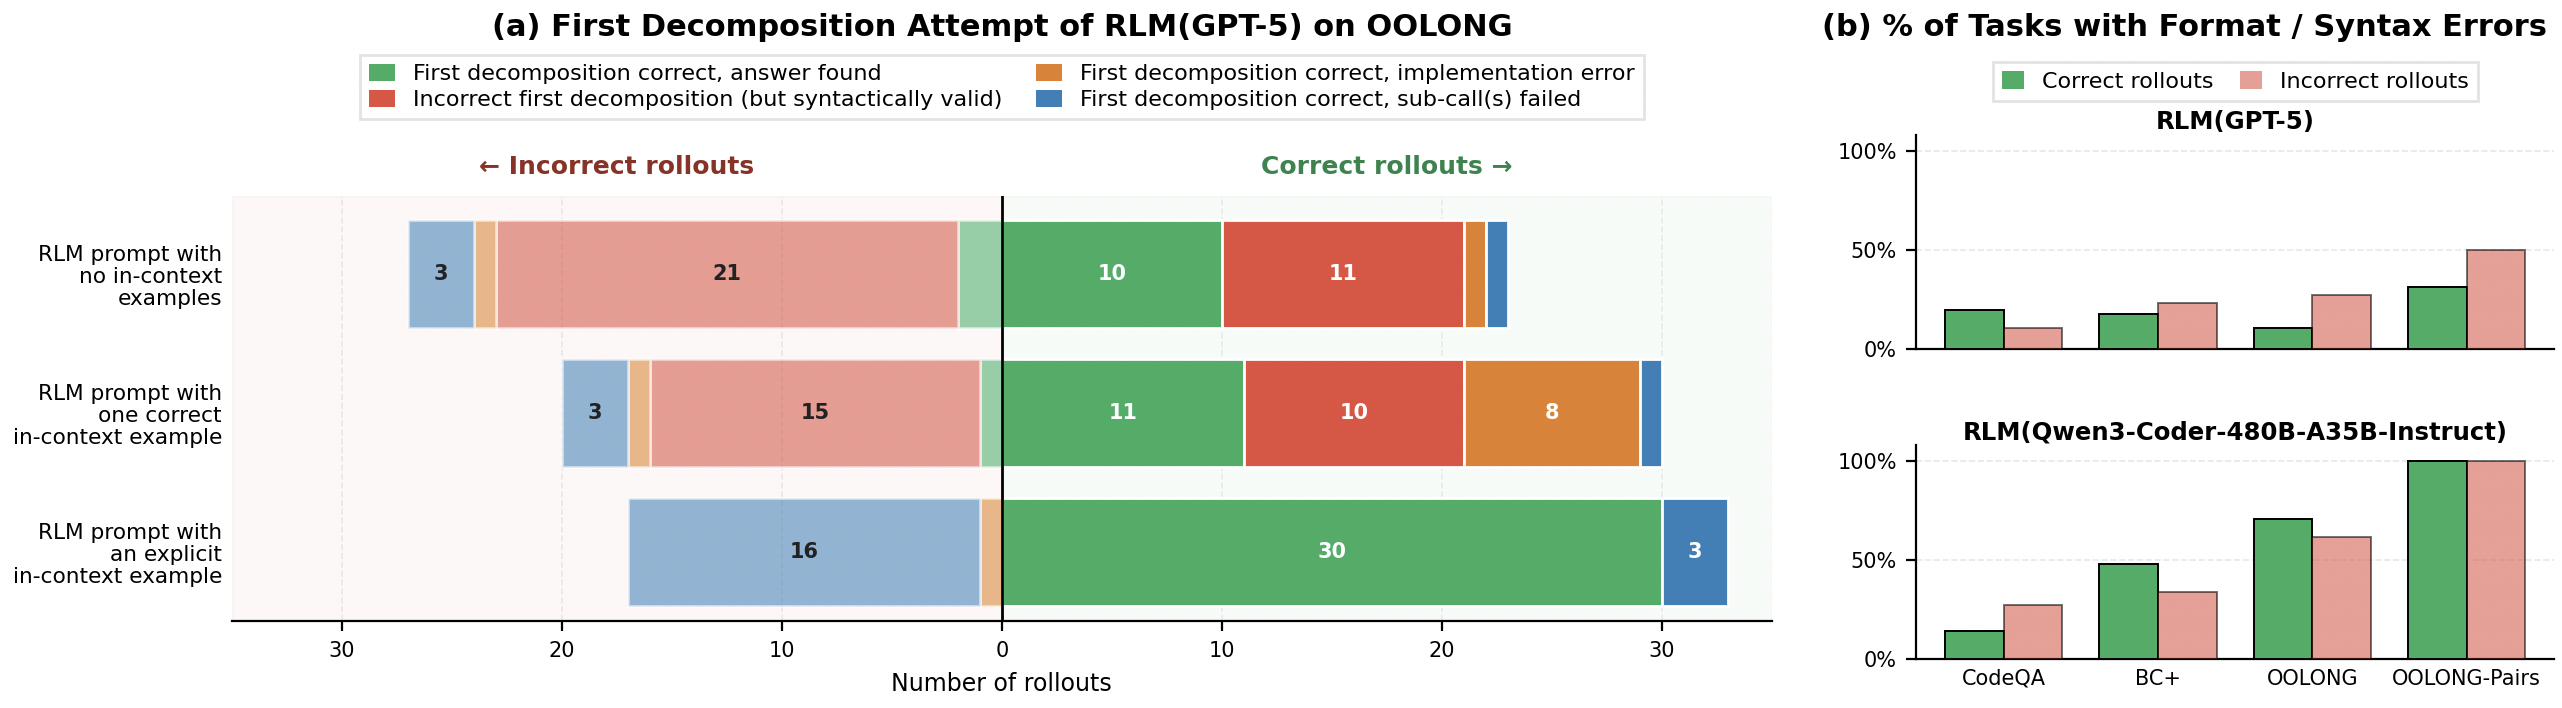 (a) First Decomposition Attempt of RLM(GPT-5) on OOLONG
First decomposition correct, answer found
Incorrect first decomposition (but syntactically valid)
First decomposition correct, implementation error
First decomposition correct, sub-call(s) failed
← Incorrect rollouts
Correct rollouts →
RLM prompt with
no in-context
examples
3
21
10
11
RLM prompt with
one correct
in-context example
3
15
11
10
8
RLM prompt with
an explicit
in-context example
16
30
3
30
20
10
0
10
20
30
Number of rollouts
(b) % of Tasks with Format / Syntax Errors
Correct rollouts
Incorrect rollouts
RLM(GPT-5)
100%
50%
0%
RLM(Qwen3-Coder-480B-A35B-Instruct)
100%
50%
0%
CodeQA
BC+
OOLONG
OOLONG-Pairs